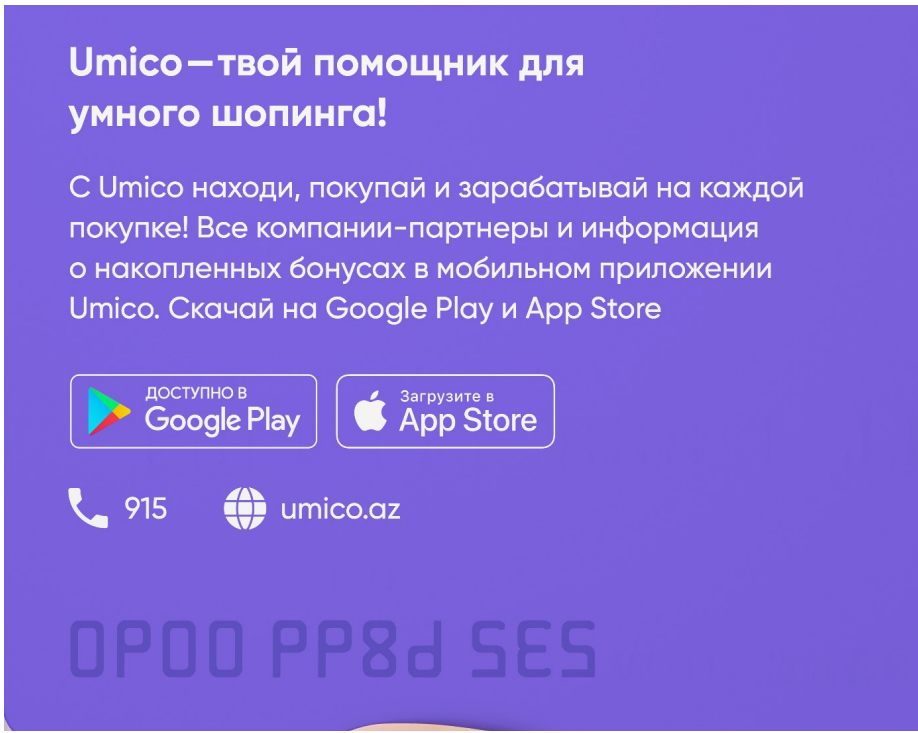 Umico—твой помощник для
умного шопинга!
С Umico находи, покупай и зарабатывай на каждой
покупке! Все компании-партнеры и информация
о накопленных бонусах в мобильном приложении
Umico. Скачай на Google Play и App Store
ДОСТУПНО В
Google Play
Загрузите в
App Store
915
umico.az